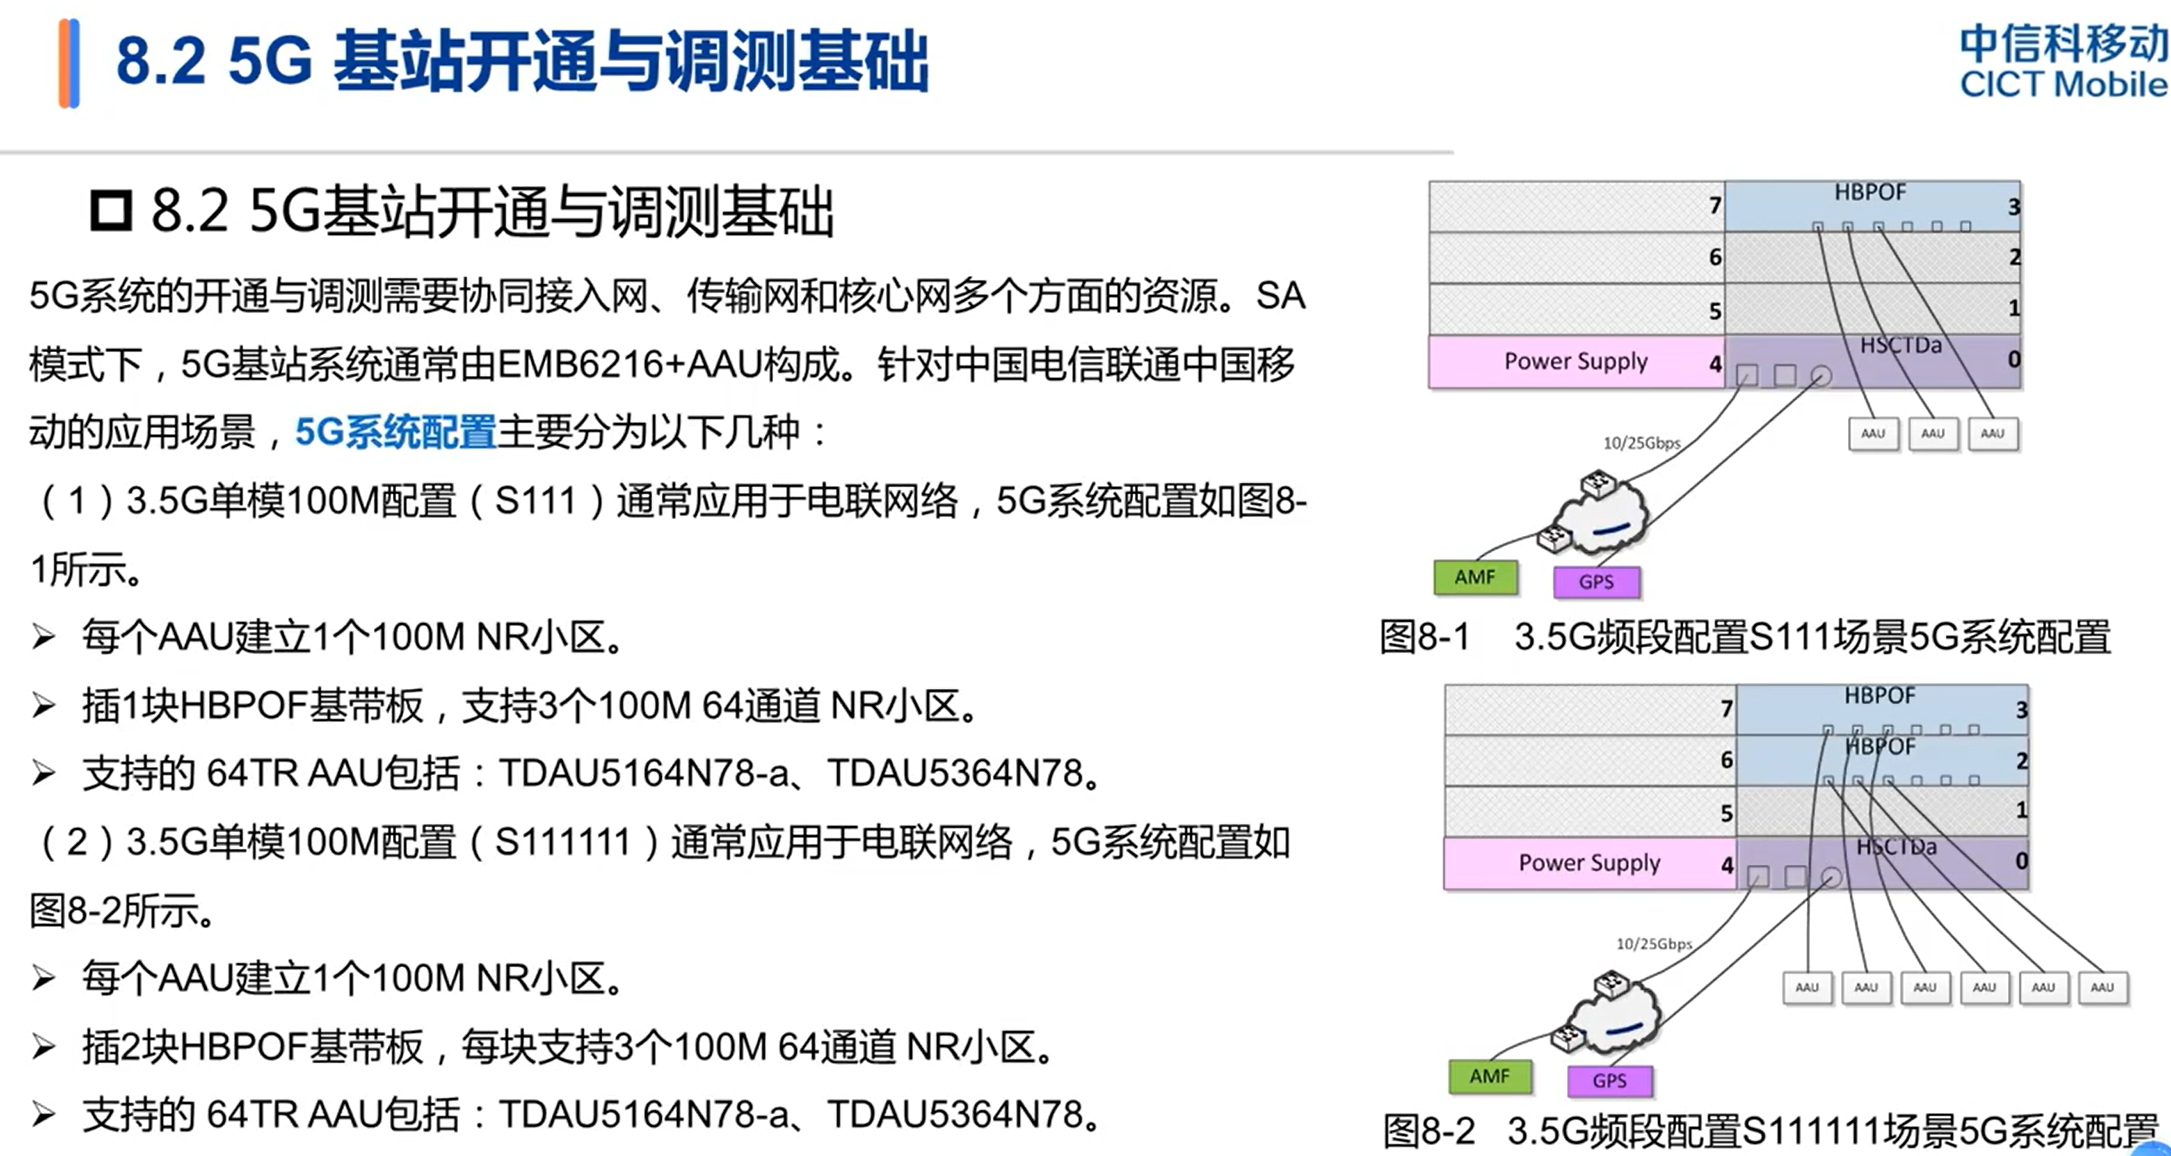 8.2 5G 基站开通与调测基础
中信科移动
CICT Mobile
8.2 5G基站开通与调测基础
5G系统的开通与调测需要协同接入网、传输网和核心网多个方面的资源。SA
模式下，5G基站系统通常由EMB6216+AAU构成。针对中国电信联通中国移
动的应用场景，5G系统配置主要分为以下几种：
（1）3.5G单模100M配置（S111）通常应用于电联网络，5G系统配置如图8-
1所示。
➢ 每个AAU建立1个100M NR小区。
➢ 插1块HBPOF基带板，支持3个100M 64通道 NR小区。
➢ 支持的 64TR AAU包括：TDAU5164N78-a、TDAU5364N78。
（2）3.5G单模100M配置（S111111）通常应用于电联网络，5G系统配置如
图8-2所示。
➢ 每个AAU建立1个100M NR小区。
➢ 插2块HBPOF基带板，每块支持3个100M 64通道 NR小区。
➢ 支持的 64TR AAU包括：TDAU5164N78-a、TDAU5364N78。
7 HBPOF 3
6 2
5 1
Power Supply 4 HSCTDa 0
AAU AAU AAU
10/25Gbps
AMF GPS
图8-1 3.5G频段配置S111场景5G系统配置
7 HBPOF 3
6 HBPOF 2
5 1
Power Supply 4 HSCTDa 0
10/25Gbps
AAU AAU AAU AAU AAU AAU
AMF GPS
图8-2 3.5G频段配置S111111场景5G系统配置